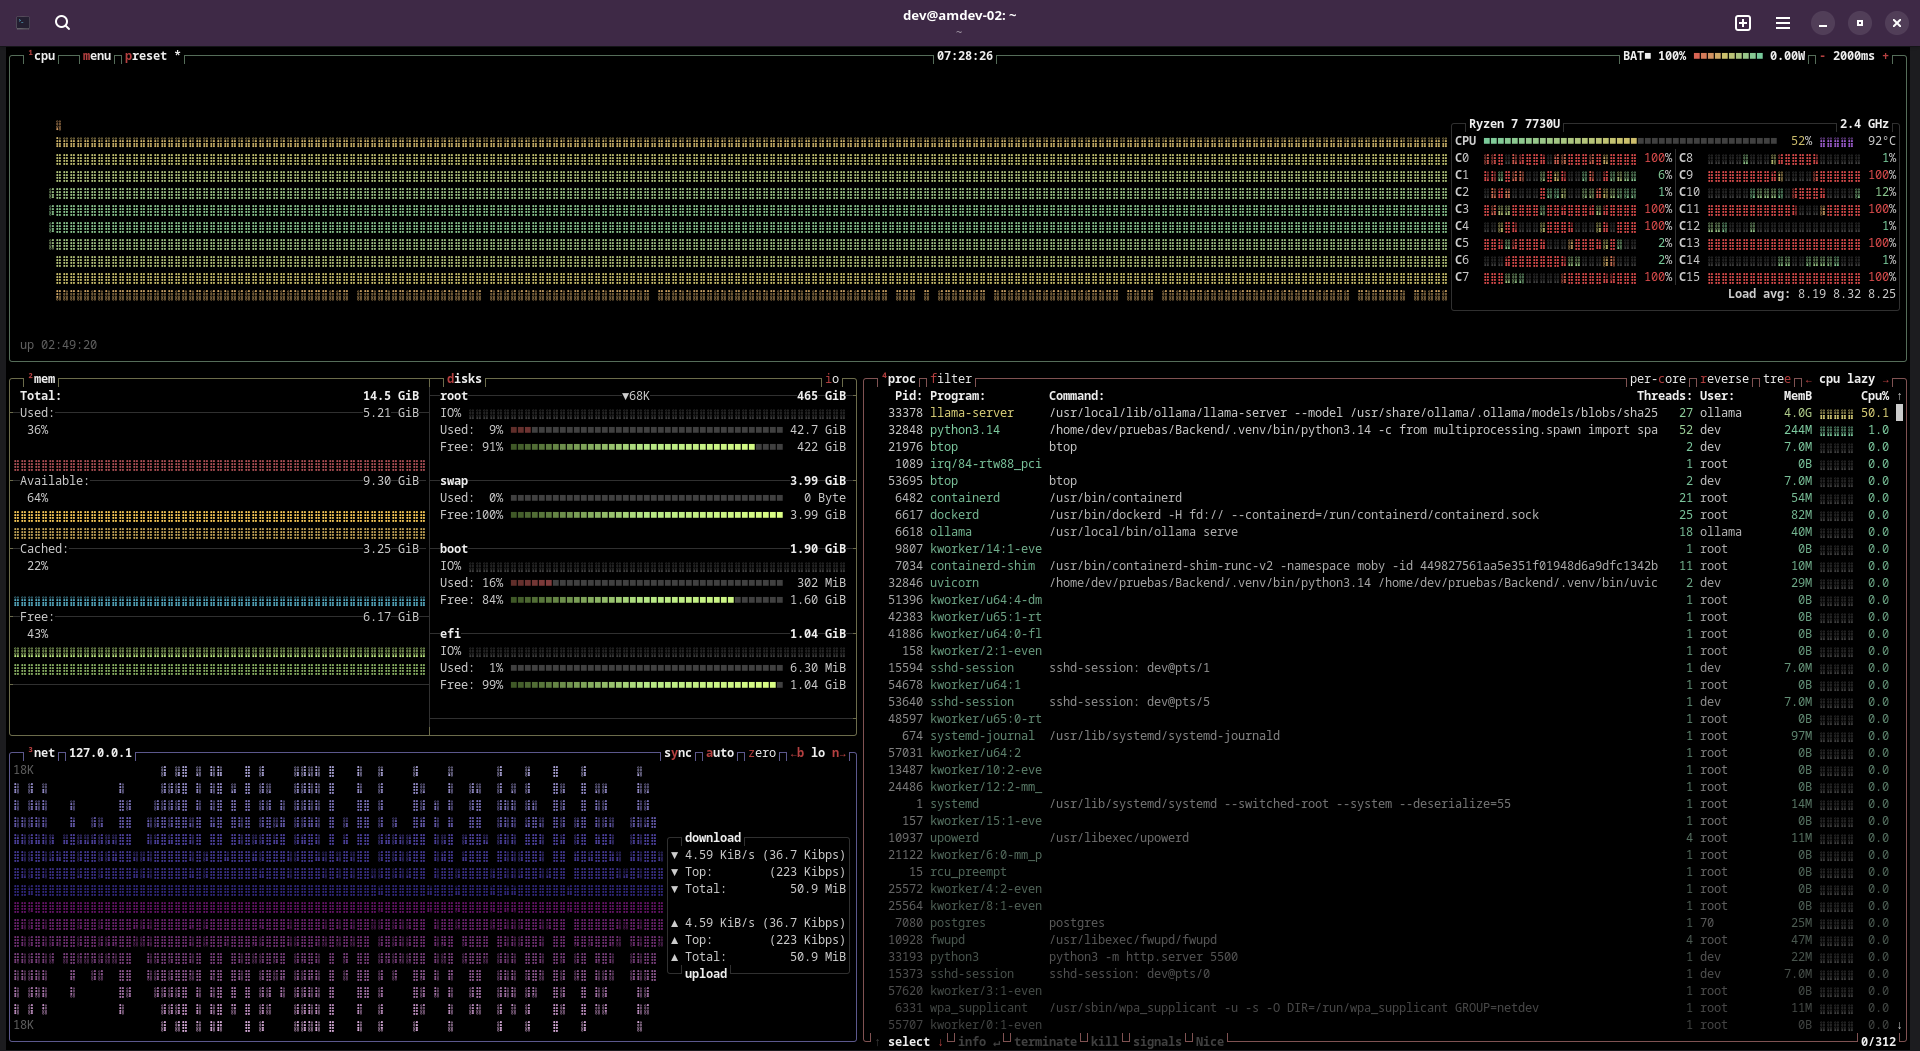 dev@amdev-02: ~
~
¹cpu menu preset * 07:28:26 BAT■ 100% 0.00W - 2000ms +
Ryzen 7 7730U 2.4 GHz
CPU 52% 92°C
C0 100% C8 1%
C1 6% C9 100%
C2 1% C10 12%
C3 100% C11 100%
C4 100% C12 1%
C5 2% C13 100%
C6 2% C14 1%
C7 100% C15 100%
Load avg: 8.19 8.32 8.25
up 02:49:20
²mem
Total: 14.5 GiB
Used: 5.21 GiB
36%
Available: 9.30 GiB
64%
Cached: 3.25 GiB
22%
Free: 6.17 GiB
43%
disks io
root ▼68K 465 GiB
IO%
Used: 9% 42.7 GiB
Free: 91% 422 GiB
swap 3.99 GiB
Used: 0% 0 Byte
Free:100% 3.99 GiB
boot 1.90 GiB
IO%
Used: 16% 302 MiB
Free: 84% 1.60 GiB
efi 1.04 GiB
IO%
Used: 1% 6.30 MiB
Free: 99% 1.04 GiB
³net 127.0.0.1 sync auto zero ←b lo n→
18K
download
▼ 4.59 KiB/s (36.7 Kibps)
▼ Top: (223 Kibps)
▼ Total: 50.9 MiB
▲ 4.59 KiB/s (36.7 Kibps)
▲ Top: (223 Kibps)
▲ Total: 50.9 MiB
upload
18K
⁴proc filter per-core reverse tree ← cpu lazy →
Pid: Program: Command: Threads: User: MemB Cpu% ↑
33378 llama-server /usr/local/lib/ollama/llama-server --model /usr/share/ollama/.ollama/models/blobs/sha25 27 ollama 4.0G 50.1
32848 python3.14 /home/dev/pruebas/Backend/.venv/bin/python3.14 -c from multiprocessing.spawn import spa 52 dev 244M 1.0
21976 btop btop 2 dev 7.0M 0.0
1089 irq/84-rtw88_pci 1 root 0B 0.0
53695 btop btop 2 dev 7.0M 0.0
6482 containerd /usr/bin/containerd 21 root 54M 0.0
6617 dockerd /usr/bin/dockerd -H fd:// --containerd=/run/containerd/containerd.sock 25 root 82M 0.0
6618 ollama /usr/local/bin/ollama serve 18 ollama 40M 0.0
9807 kworker/14:1-eve 1 root 0B 0.0
7034 containerd-shim /usr/bin/containerd-shim-runc-v2 -namespace moby -id 449827561aa5e351f01948d6a9dfc1342b 11 root 10M 0.0
32846 uvicorn /home/dev/pruebas/Backend/.venv/bin/python3.14 /home/dev/pruebas/Backend/.venv/bin/uvic 2 dev 29M 0.0
51396 kworker/u64:4-dm 1 root 0B 0.0
42383 kworker/u65:1-rt 1 root 0B 0.0
41886 kworker/u64:0-fl 1 root 0B 0.0
158 kworker/2:1-even 1 root 0B 0.0
15594 sshd-session sshd-session: dev@pts/1 1 dev 7.0M 0.0
54678 kworker/u64:1 1 root 0B 0.0
53640 sshd-session sshd-session: dev@pts/5 1 dev 7.0M 0.0
48597 kworker/u65:0-rt 1 root 0B 0.0
674 systemd-journal /usr/lib/systemd/systemd-journald 1 root 97M 0.0
57031 kworker/u64:2 1 root 0B 0.0
13487 kworker/10:2-eve 1 root 0B 0.0
24486 kworker/12:2-mm_ 1 root 0B 0.0
1 systemd /usr/lib/systemd/systemd --switched-root --system --deserialize=55 1 root 14M 0.0
157 kworker/15:1-eve 1 root 0B 0.0
10937 upowerd /usr/libexec/upowerd 4 root 11M 0.0
21122 kworker/6:0-mm_p 1 root 0B 0.0
15 rcu_preempt 1 root 0B 0.0
25572 kworker/4:2-even 1 root 0B 0.0
25564 kworker/8:1-even 1 root 0B 0.0
7080 postgres postgres 1 70 25M 0.0
10928 fwupd /usr/libexec/fwupd/fwupd 4 root 47M 0.0
33193 python3 python3 -m http.server 5500 1 dev 22M 0.0
15373 sshd-session sshd-session: dev@pts/0 1 dev 7.0M 0.0
57620 kworker/3:1-even 1 root 0B 0.0
6331 wpa_supplicant /usr/sbin/wpa_supplicant -u -s -O DIR=/run/wpa_supplicant GROUP=netdev 1 root 11M 0.0
55707 kworker/0:1-even 1 root 0B 0.0 ↓
↑ select ↓ info ↵ terminate kill signals Nice 0/312